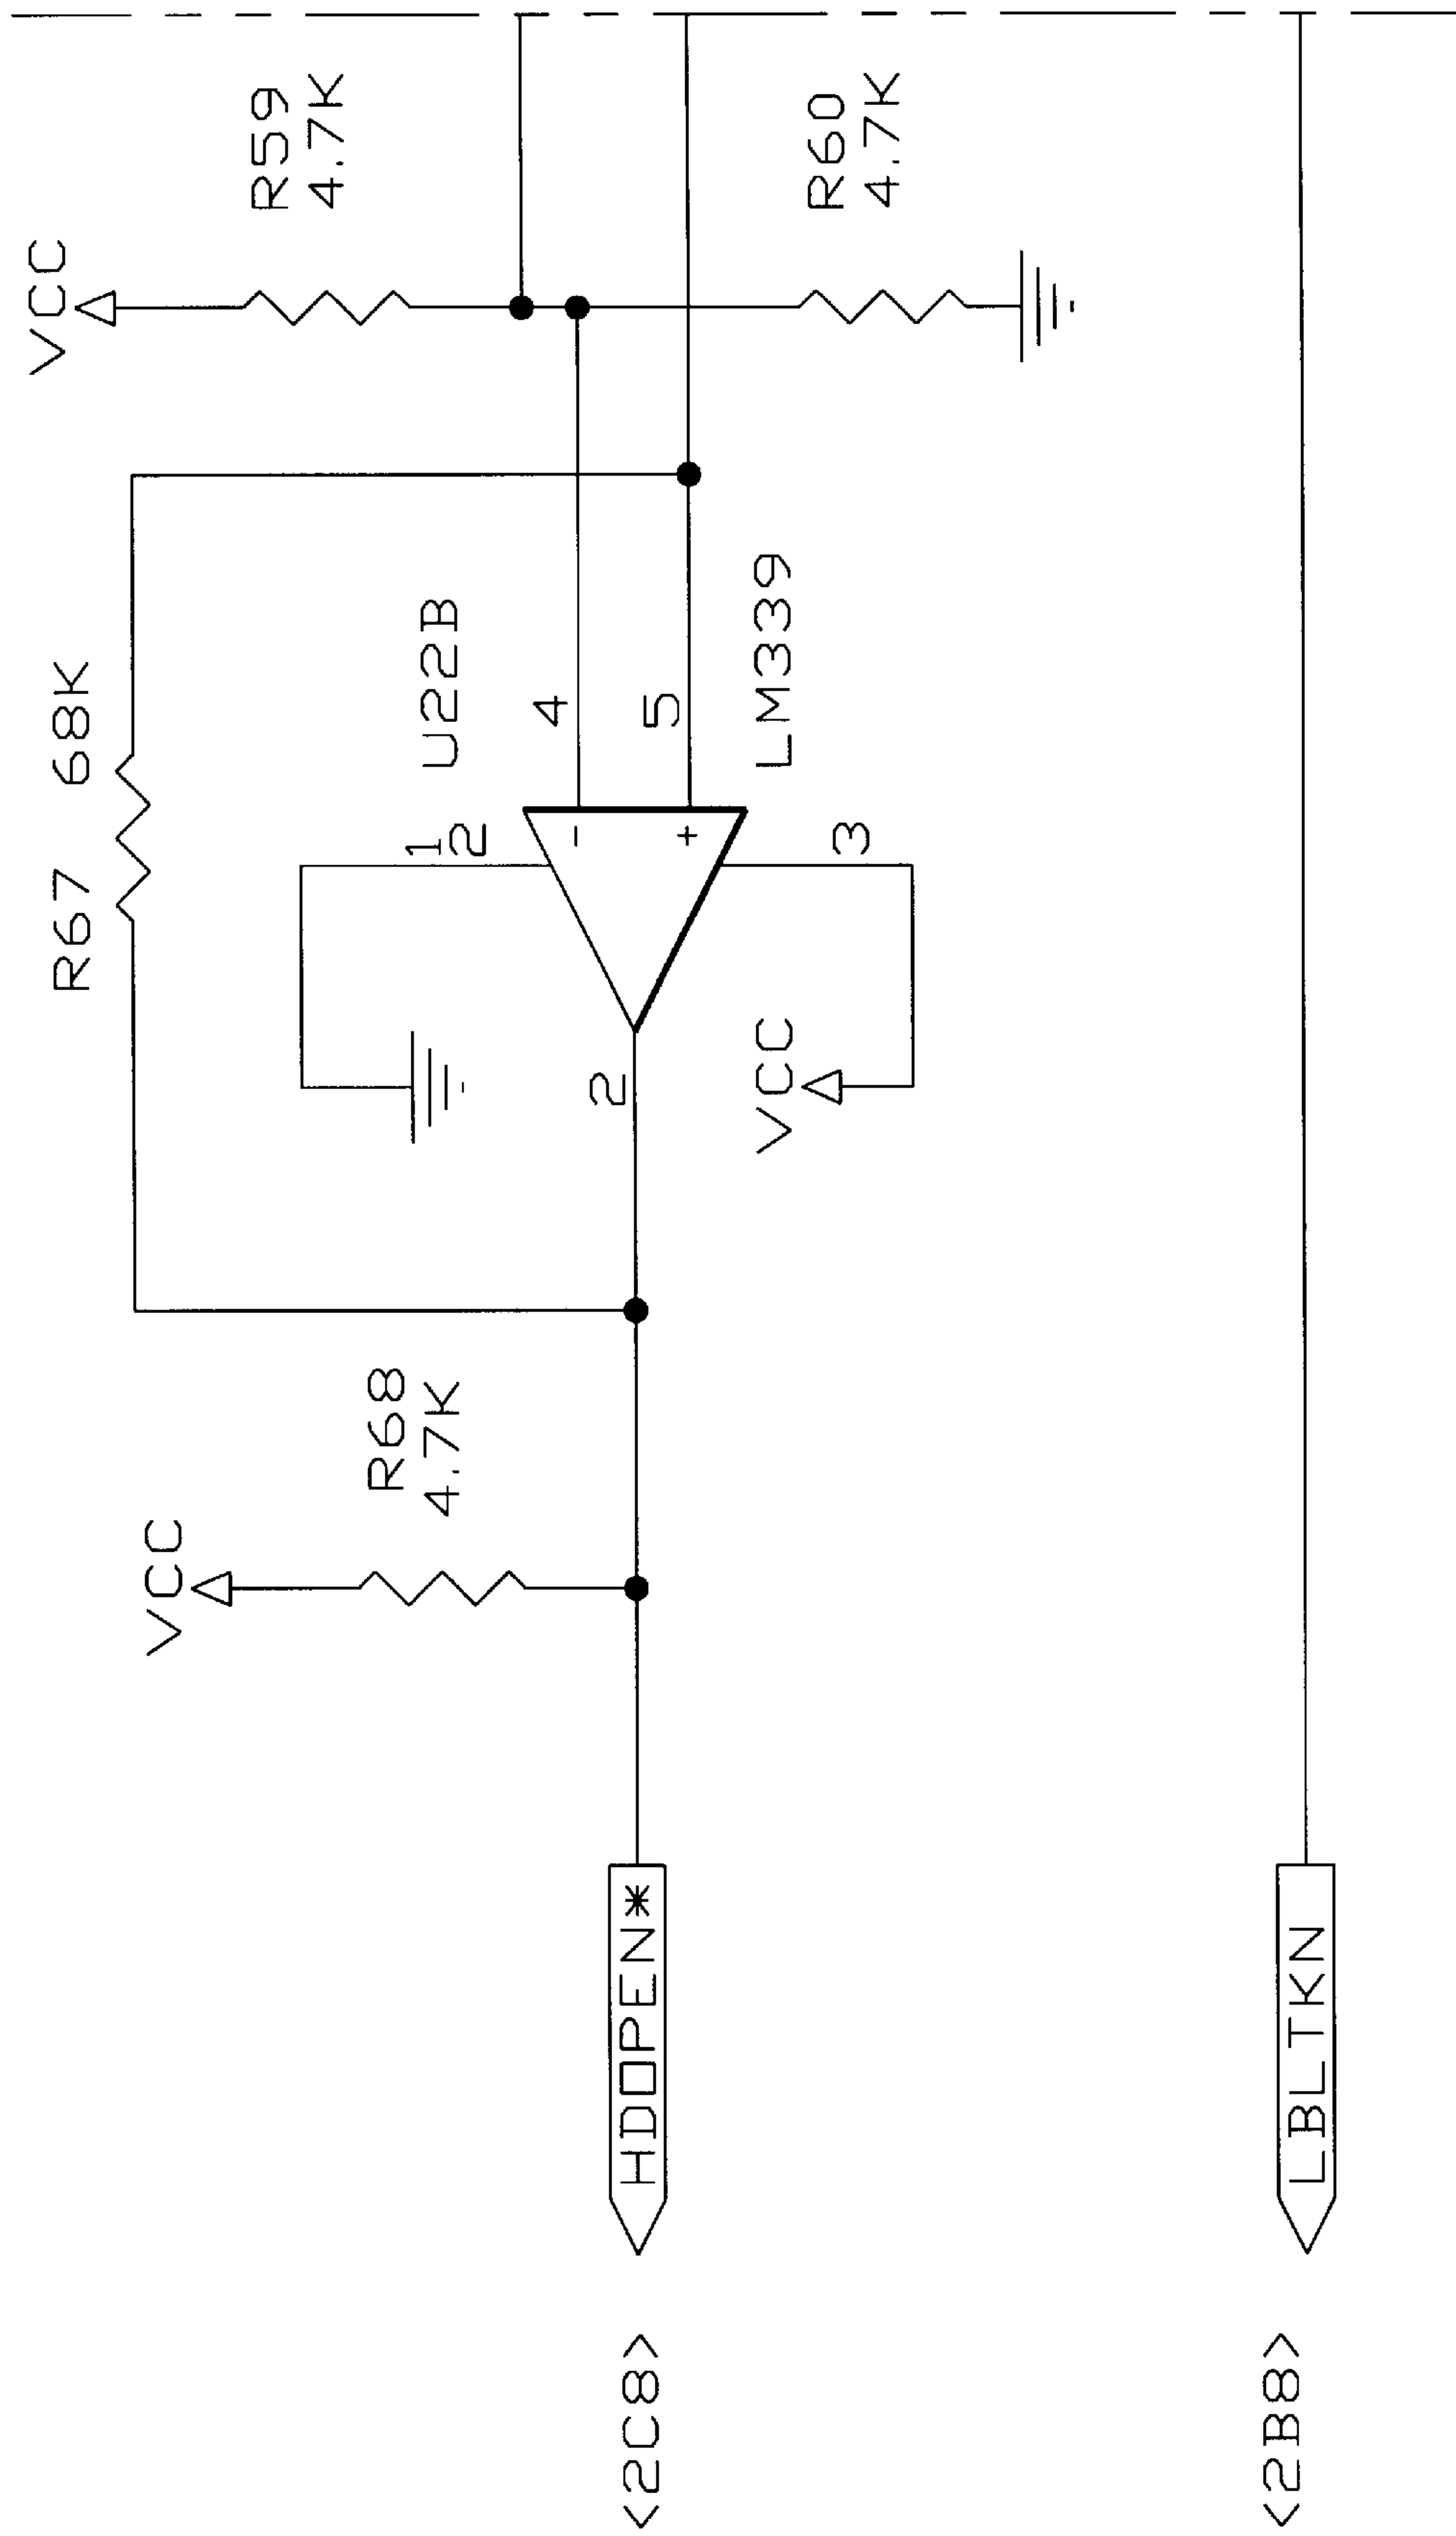 VCC
R59
4.7K
R60
4.7K
R67 68K
U22B
4
5
LM339
1
2
-
+
3
2
VCC
VCC
R68
4.7K
HDOPEN*
<2C8>
LBLTKN
<2B8>